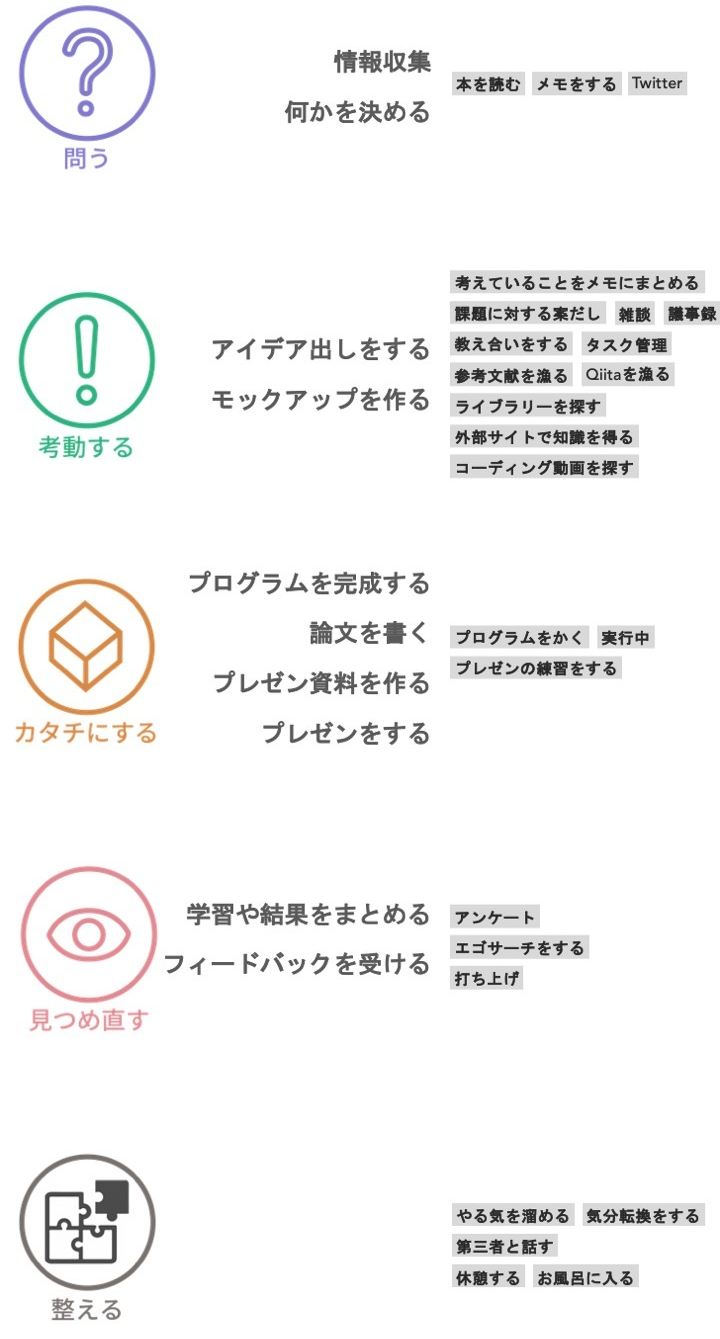 情報収集
何かを決める
本を読む メモをする Twitter
問う
考えていることをメモにまとめる
課題に対する案だし 雑談 議事録
アイデア出しをする
教え合いをする タスク管理
参考文献を漁る Qiitaを漁る
モックアップを作る
ライブラリーを探す
外部サイトで知識を得る
コーディング動画を探す
考動する
プログラムを完成する
論文を書く
プレゼン資料を作る
プレゼンをする
プログラムをかく 実行中
プレゼンの練習をする
カタチにする
学習や結果をまとめる
フィードバックを受ける
アンケート
エゴサーチをする
打ち上げ
見つめ直す
やる気を溜める 気分転換をする
第三者と話す
休憩する お風呂に入る
整える